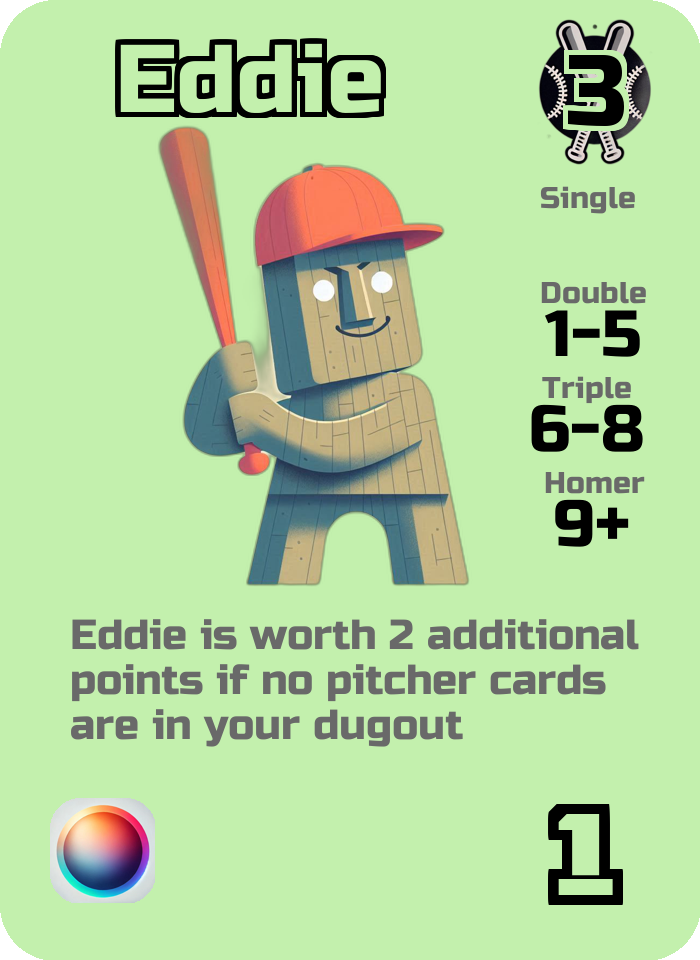 Eddie
3
Single
Double
1-5
Triple
6-8
Homer
9+
Eddie is worth 2 additional
points if no pitcher cards
are in your dugout
1